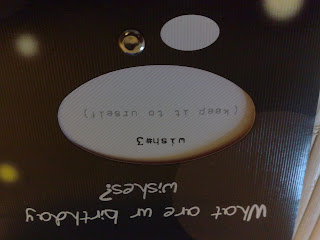 What are ur birthday
wishes?
wish#3
(keep it to urself)